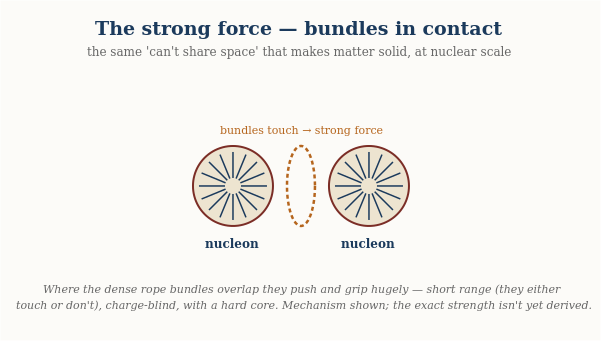 The strong force — bundles in contact
the same 'can't share space' that makes matter solid, at nuclear scale
bundles touch → strong force
nucleon nucleon
Where the dense rope bundles overlap they push and grip hugely — short range (they either
touch or don't), charge-blind, with a hard core. Mechanism shown; the exact strength isn't yet derived.